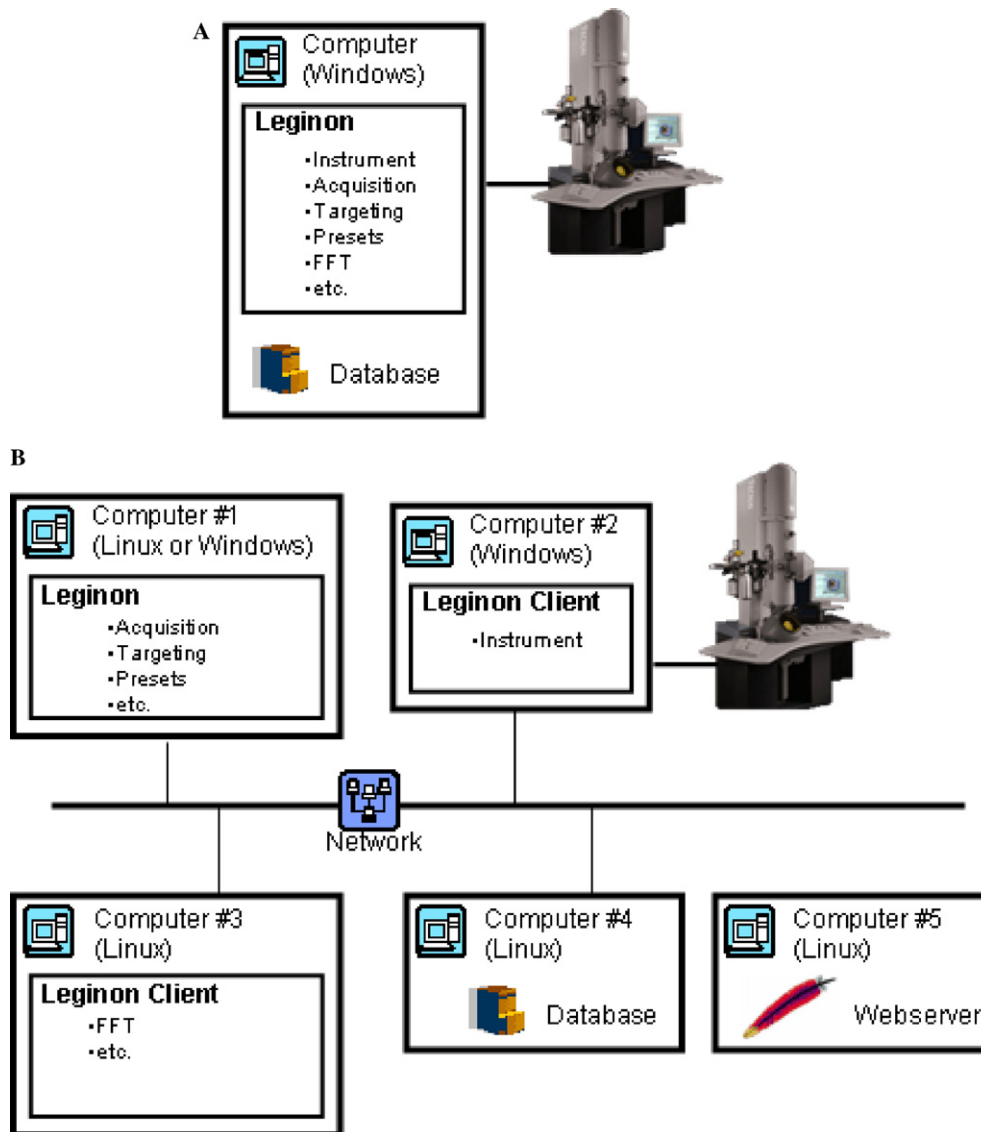 A
Computer
(Windows)
Leginon
•Instrument
•Acquisition
•Targeting
•Presets
•FFT
•etc.
Database
B
Computer #1
(Linux or Windows)
Leginon
•Acquisition
•Targeting
•Presets
•etc.
Computer #2
(Windows)
Leginon Client
•Instrument
Network
Computer #3
(Linux)
Leginon Client
•FFT
•etc.
Computer #4
(Linux)
Database
Computer #5
(Linux)
Webserver